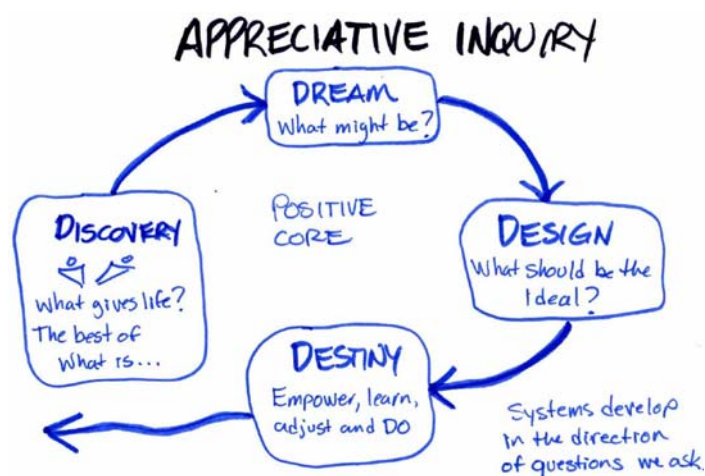 APPRECIATIVE INQUIRY
DREAM
What might be?
DISCOVERY
What gives life?
The best of
What is...
POSITIVE
CORE
DESIGN
What should be the
Ideal?
DESTINY
Empower, learn,
adjust and DO
Systems develop
in the direction
of questions we ask.